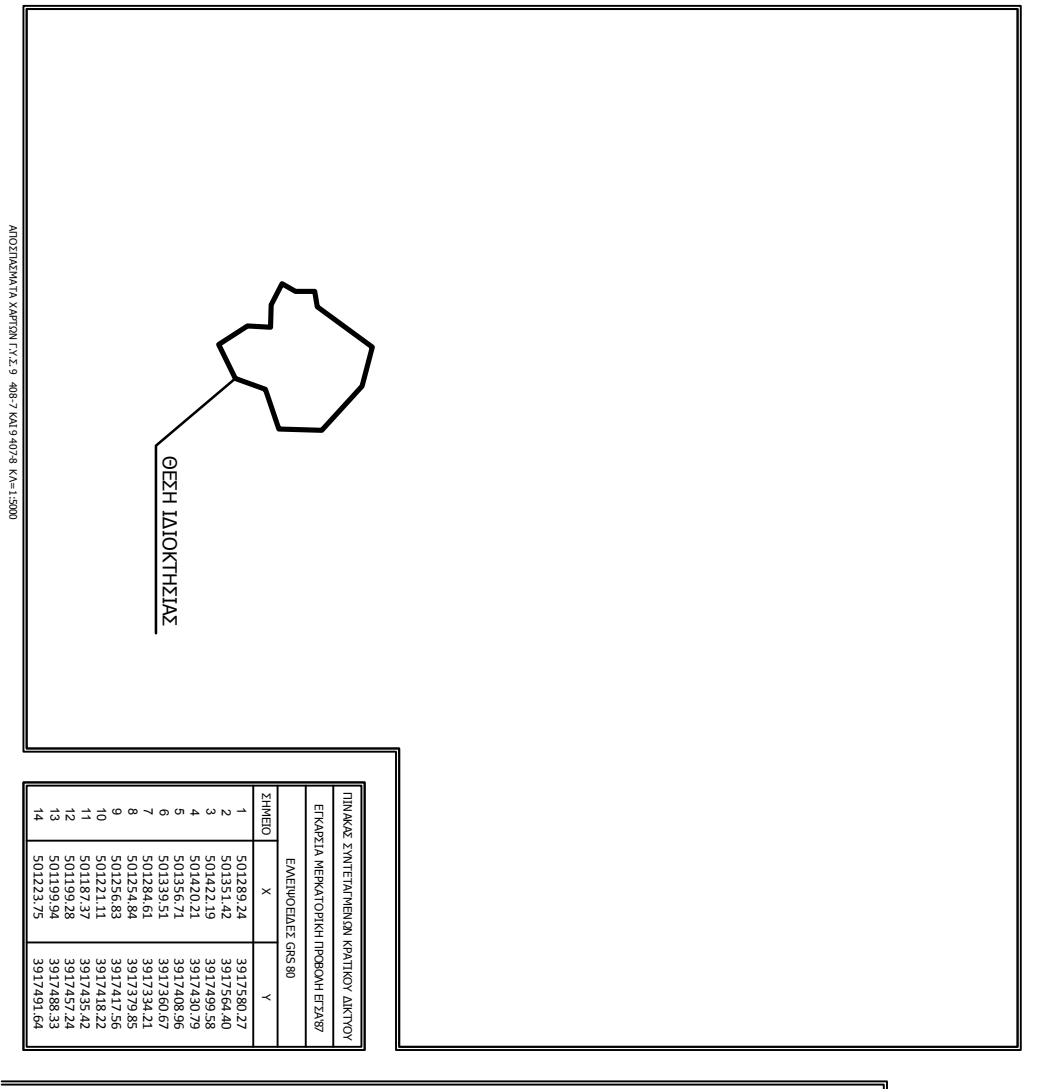 ΑΠΟΣΠΑΣΜΑΤΑ ΧΑΡΤΩΝ Γ.Υ.Σ. 9 408-7 ΚΑΙ 9 407-8 ΚΛ=1:5000
ΘΕΣΗ ΙΔΙΟΚΤΗΣΙΑΣ
ΠΙΝΑΚΑΣ ΣΥΝΤΕΤΑΓΜΕΝΩΝ ΚΡΑΤΙΚΟΥ ΔΙΚΤΥΟΥ
ΕΓΚΑΡΣΙΑ ΜΕΡΚΑΤΟΡΙΚΗ ΠΡΟΒΟΛΗ ΕΓΣΑ'87
ΕΛΛΕΙΨΟΕΙΔΕΣ GRS 80
ΣΗΜΕΙΟ X Y
1 501289.24 3917580.27
2 501351.42 3917564.40
3 501422.19 3917499.58
4 501420.21 3917430.79
5 501356.71 3917408.96
6 501339.51 3917360.67
7 501284.61 3917334.21
8 501254.84 3917379.85
9 501256.83 3917417.56
10 501221.11 3917418.22
11 501187.37 3917435.42
12 501199.28 3917457.24
13 501199.94 3917488.33
14 501223.75 3917491.64